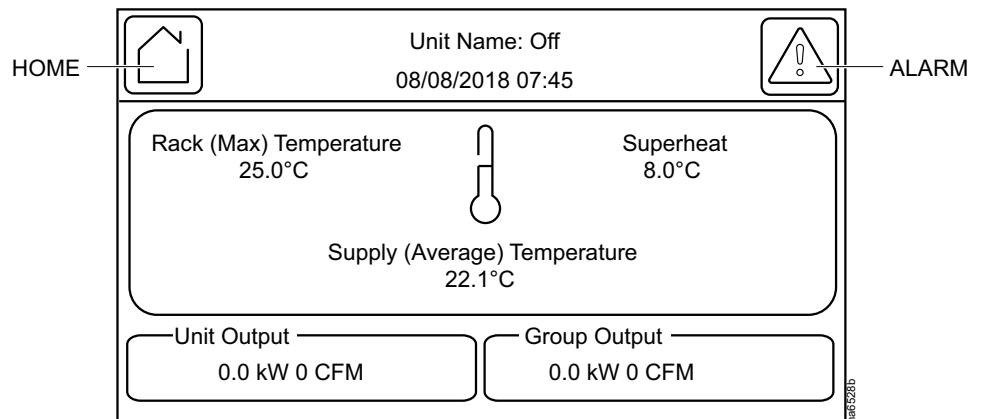 Unit Name: Off
HOME
ALARM
08/08/2018 07:45
Rack (Max) Temperature
25.0°C
Superheat
8.0°C
Supply (Average) Temperature
22.1°C
Unit Output
0.0 kW 0 CFM
Group Output
0.0 kW 0 CFM